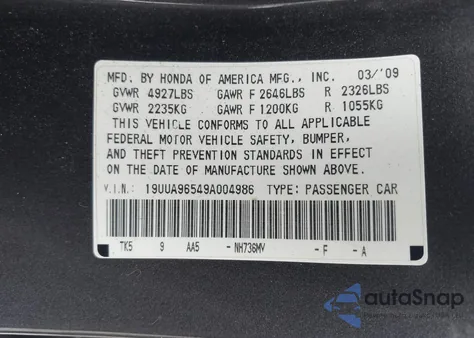 MFD. BY HONDA OF AMERICA MFG., INC. 03/'09
GVWR 4927LBS GAWR F 2646LBS R 2326LBS
GVWR 2235KG GAWR F 1200KG R 1055KG
THIS VEHICLE CONFORMS TO ALL APPLICABLE
FEDERAL MOTOR VEHICLE SAFETY, BUMPER,
AND THEFT PREVENTION STANDARDS IN EFFECT
ON THE DATE OF MANUFACTURE SHOWN ABOVE.
V.I.N.: 19UUA96549A004986 TYPE: PASSENGER CAR
TK5 9 AA5 - NH736MV - F - A
autoSnap